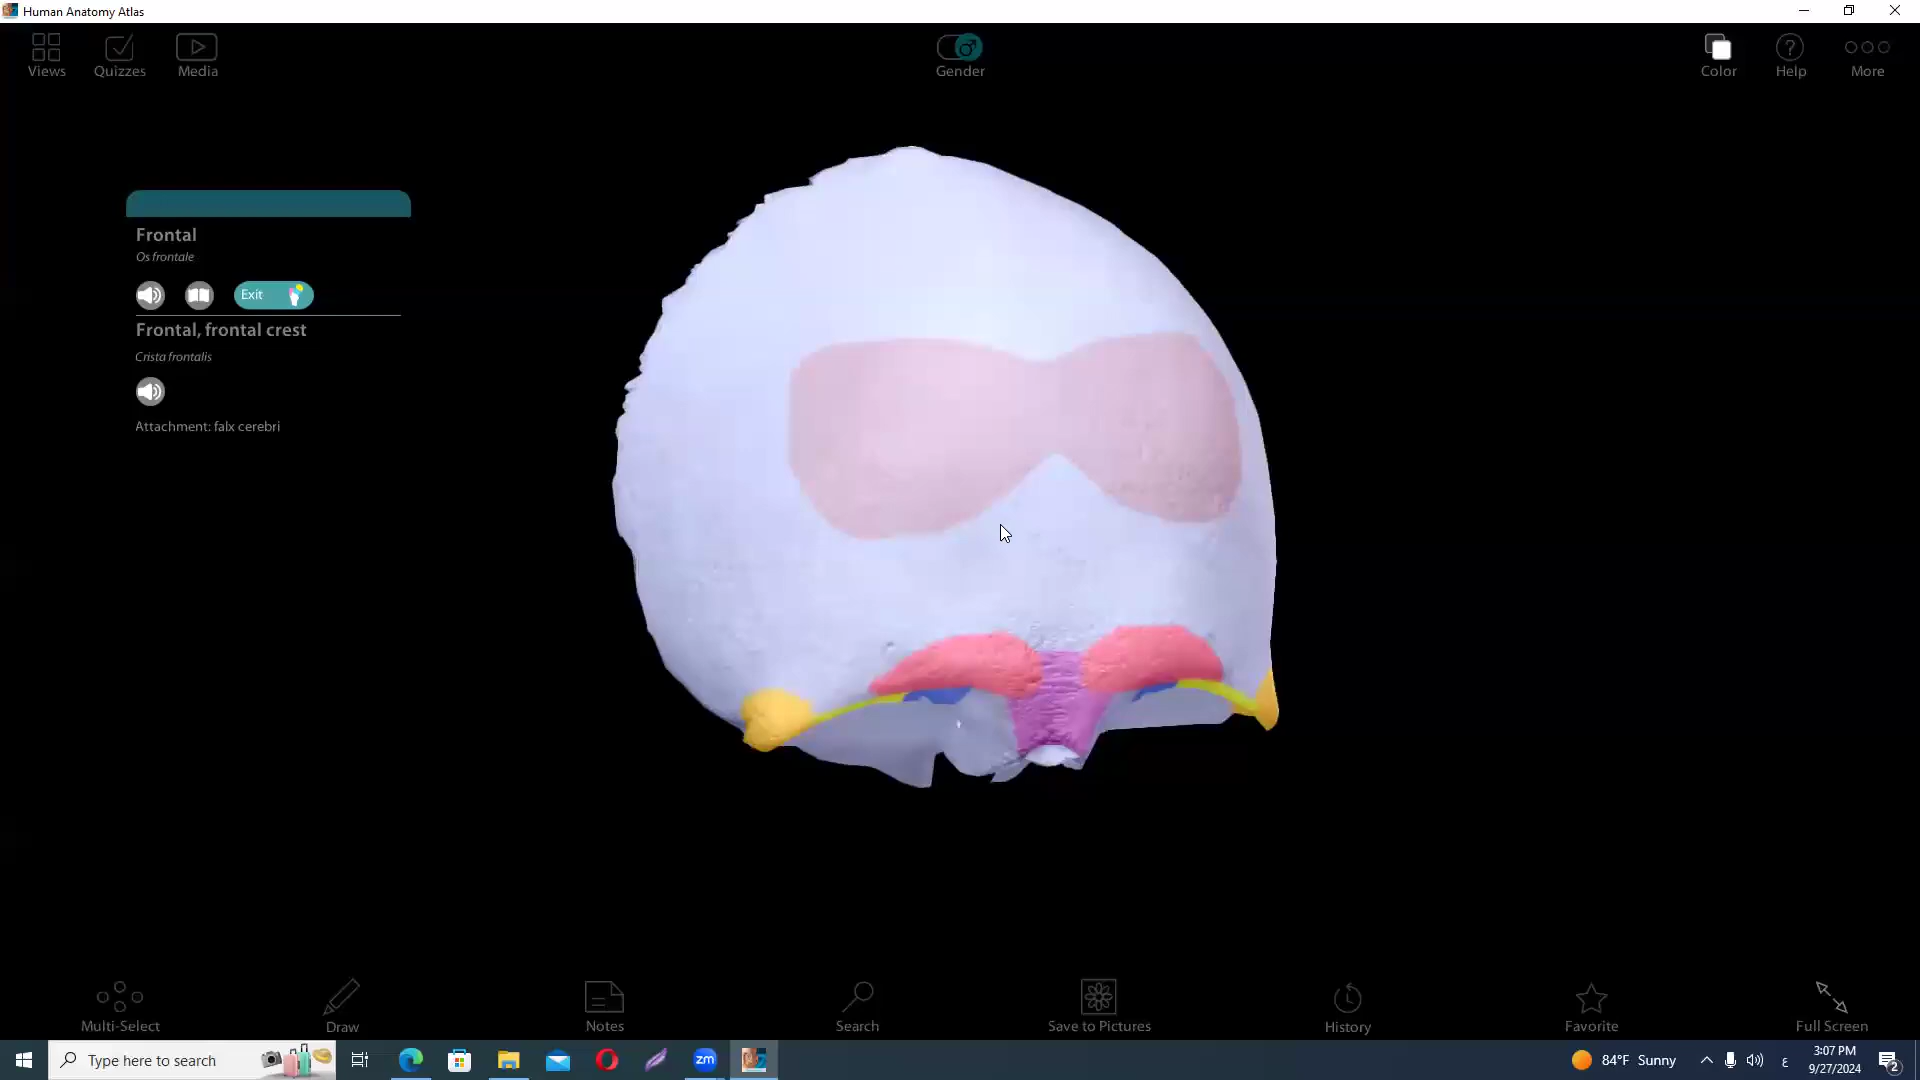 Human Anatomy Atlas
Views
Quizzes
Media
Gender
Color
Help
More
Frontal
Os frontale
Exit
Frontal, frontal crest
Crista frontalis
Attachment: falx cerebri
Multi-Select
Draw
Notes
Search
Save to Pictures
History
Favorite
Full Screen
Type here to search
zm
84°F Sunny
ع
3:07 PM
9/27/2024
2